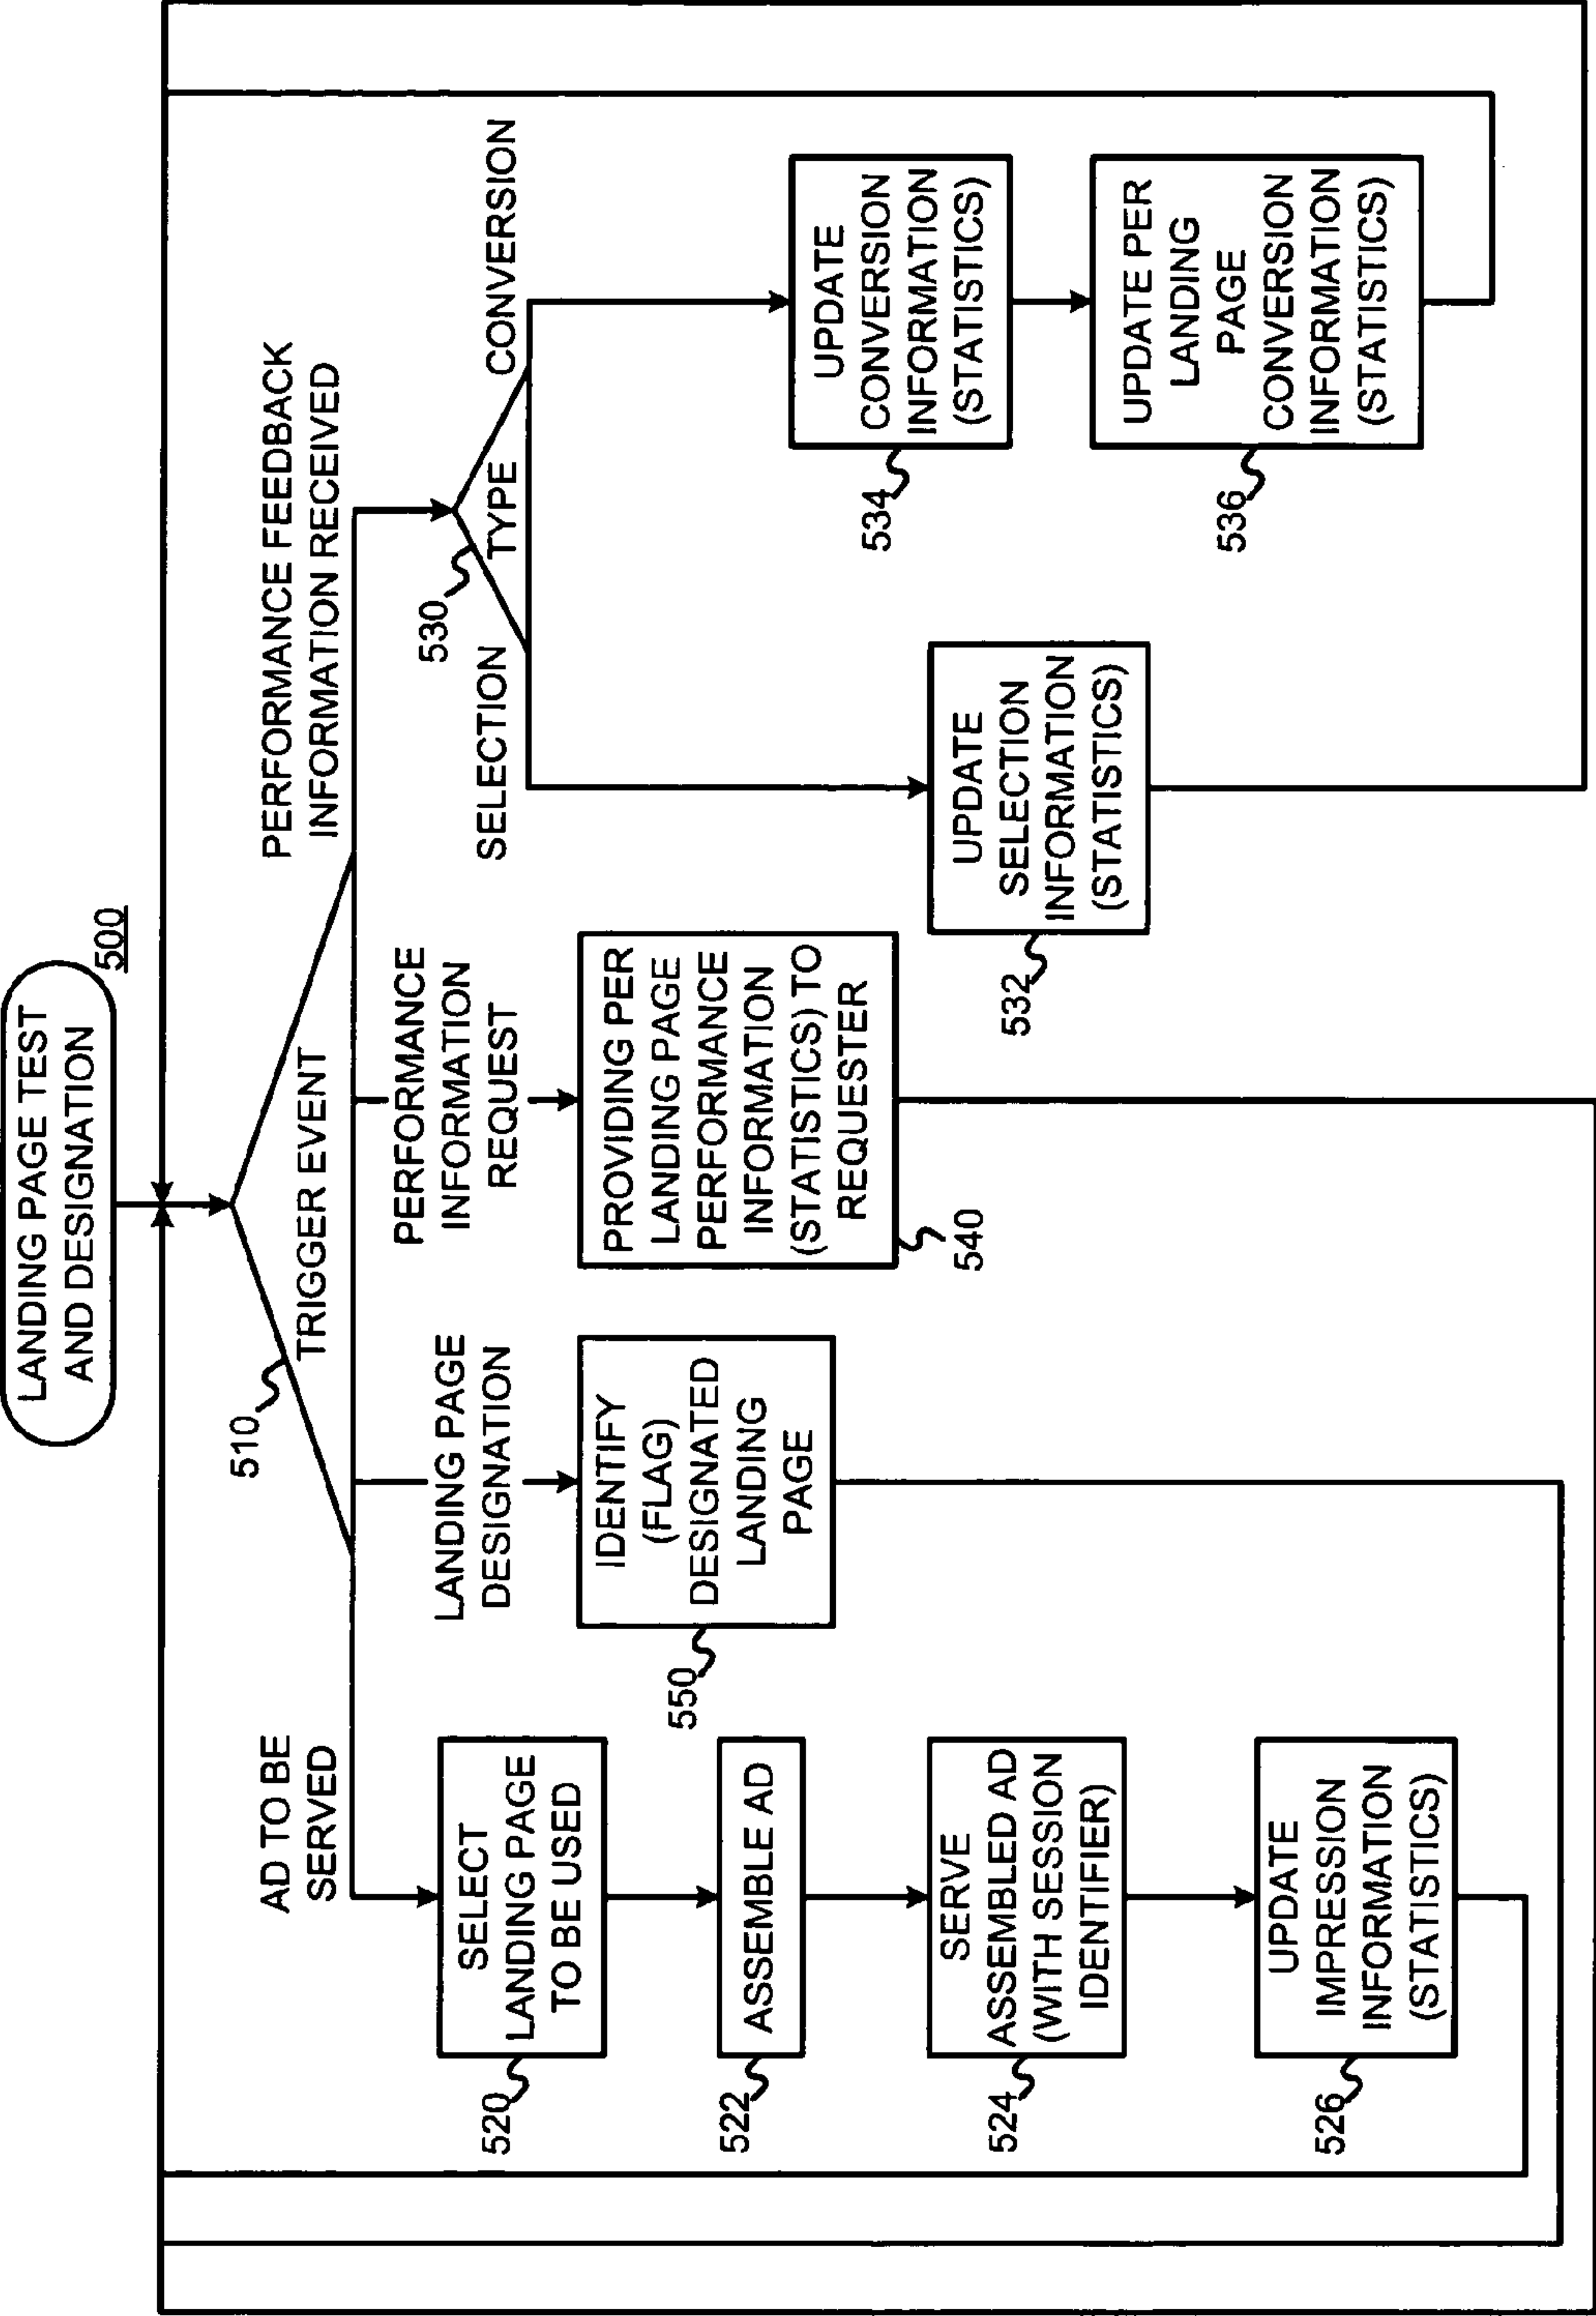 LANDING PAGE TEST
AND DESIGNATION
500
510
TRIGGER EVENT
AD TO BE
SERVED
LANDING PAGE
DESIGNATION
PERFORMANCE
INFORMATION
REQUEST
PERFORMANCE FEEDBACK
INFORMATION RECEIVED
520
SELECT
LANDING PAGE
TO BE USED
522
ASSEMBLE AD
524
SERVE
ASSEMBLED AD
(WITH SESSION
IDENTIFIER)
526
UPDATE
IMPRESSION
INFORMATION
(STATISTICS)
550
IDENTIFY
(FLAG)
DESIGNATED
LANDING
PAGE
540
PROVIDING PER
LANDING PAGE
PERFORMANCE
INFORMATION
(STATISTICS) TO
REQUESTER
530
TYPE
SELECTION
CONVERSION
532
UPDATE
SELECTION
INFORMATION
(STATISTICS)
534
UPDATE
CONVERSION
INFORMATION
(STATISTICS)
536
UPDATE PER
LANDING
PAGE
CONVERSION
INFORMATION
(STATISTICS)